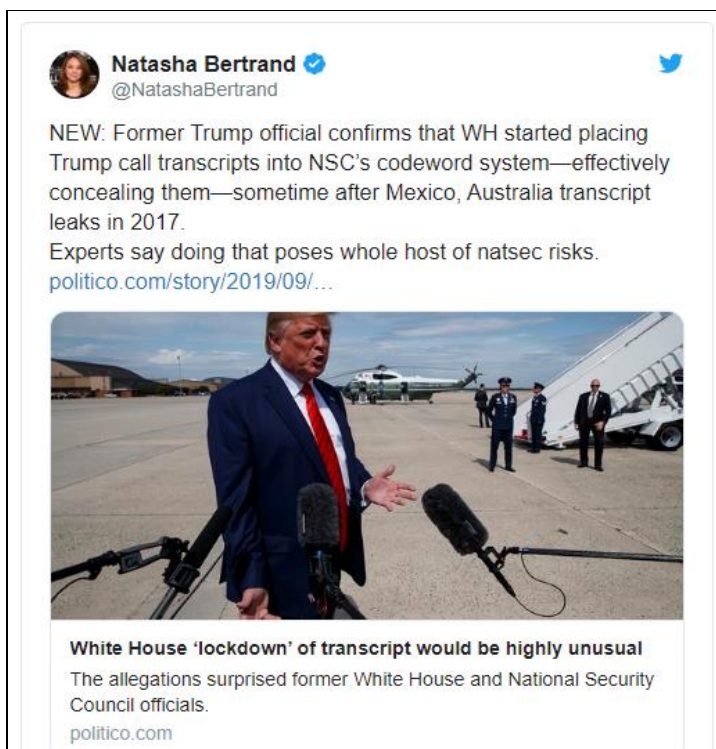 Natasha Bertrand
@NatashaBertrand
NEW: Former Trump official confirms that WH started placing
Trump call transcripts into NSC's codeword system—effectively
concealing them—sometime after Mexico, Australia transcript
leaks in 2017.
Experts say doing that poses whole host of natsec risks.
politico.com/story/2019/09/…
White House ‘lockdown’ of transcript would be highly unusual
The allegations surprised former White House and National Security
Council officials.
politico.com